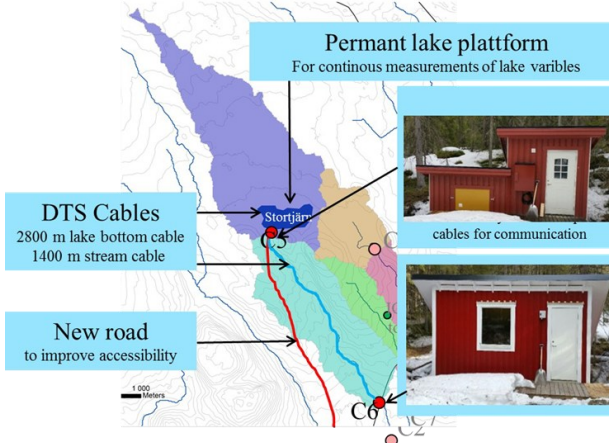 Permant lake plattform
For continous measurements of lake varibles
cables for communication
DTS Cables
2800 m lake bottom cable
1400 m stream cable
Stortjärn
New road
to improve accessibility
1 000
Meters
C6
C2